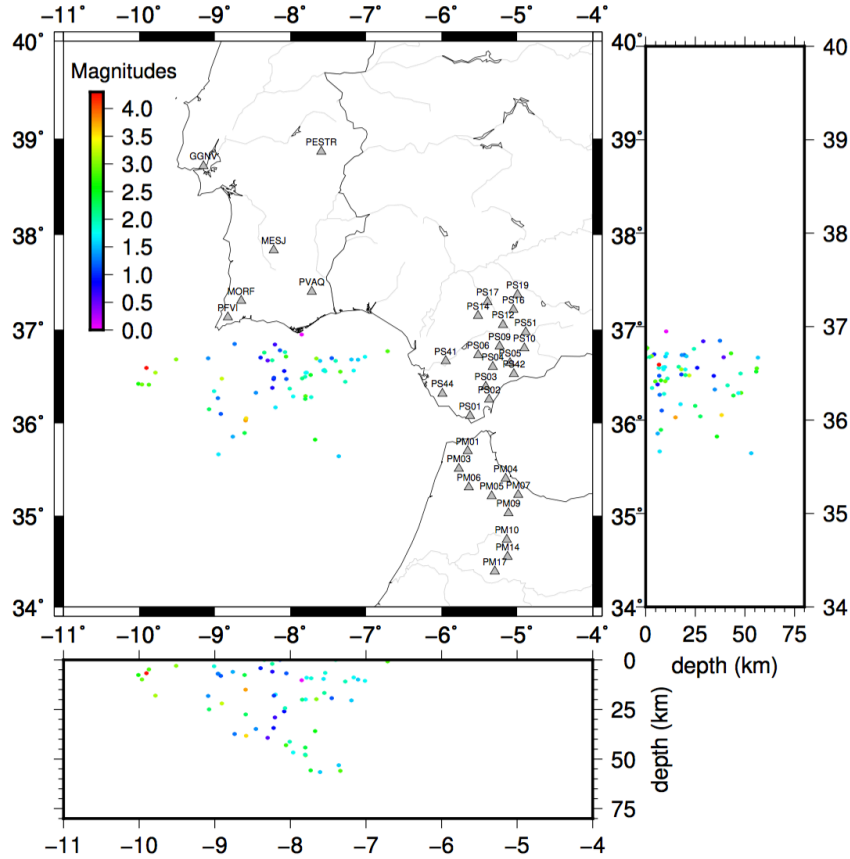 −11˚ −10˚ −9˚ −8˚ −7˚ −6˚ −5˚ −4˚
40˚ 40˚ 40
Magnitudes
4.0
3.5
3.0
2.5
2.0
1.5
1.0
0.5
0.0
39˚ 39˚ 39
PESTR
GGNV
38˚ 38˚ 38
MESJ
PVAQ
MORF
PFVI
PS19
PS17
PS16
PS14
PS12
PS51
37˚ 37˚ 37
PS09
PS10
PS06
PS05
PS41
PS04
PS42
PS03
PS44
PS02
PS01
36˚ 36˚ 36
PM01
PM03
PM04
PM06
PM05
PM07
PM09
35˚ 35˚ 35
PM10
PM14
PM17
34˚ 34˚ 34
−11˚ −10˚ −9˚ −8˚ −7˚ −6˚ −5˚ −4˚
0 25 50 75
depth (km)
0
25
50
75
depth (km)
−11 −10 −9 −8 −7 −6 −5 −4